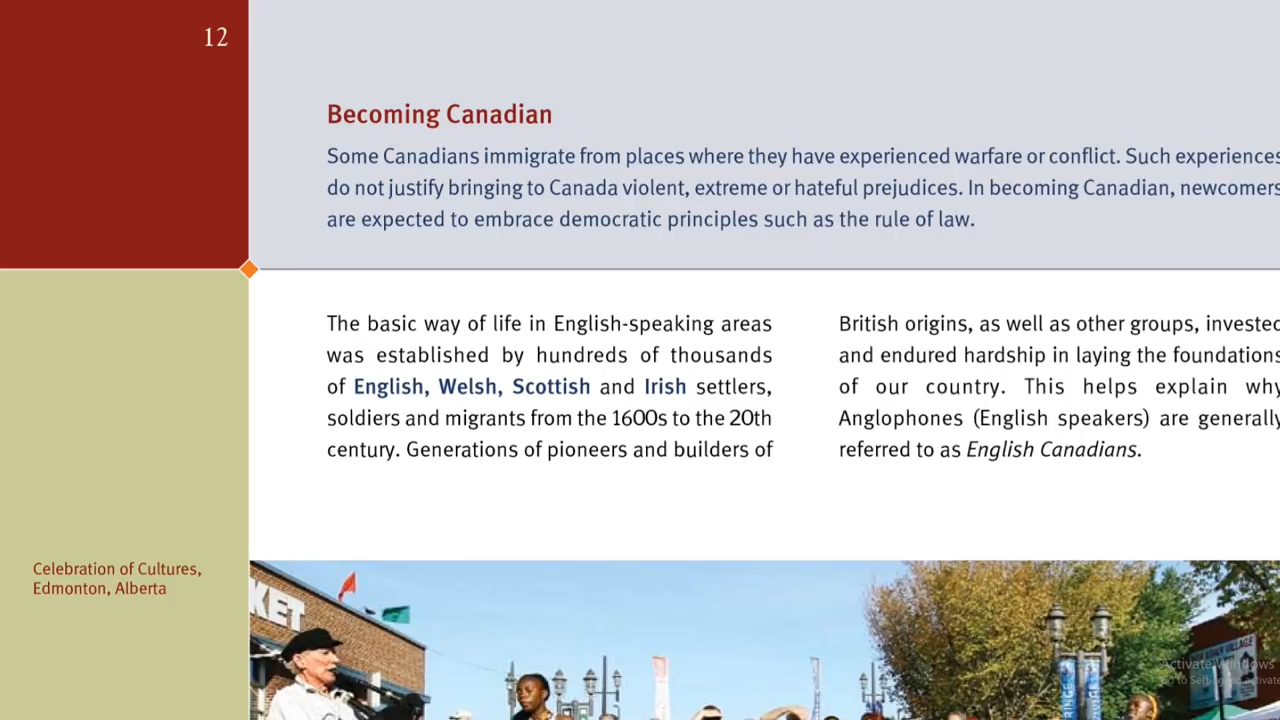 12
Becoming Canadian
Some Canadians immigrate from places where they have experienced warfare or conflict. Such experiences
do not justify bringing to Canada violent, extreme or hateful prejudices. In becoming Canadian, newcomers
are expected to embrace democratic principles such as the rule of law.
The basic way of life in English-speaking areas
was established by hundreds of thousands
of English, Welsh, Scottish and Irish settlers,
soldiers and migrants from the 1600s to the 20th
century. Generations of pioneers and builders of
British origins, as well as other groups, invested
and endured hardship in laying the foundations
of our country. This helps explain why
Anglophones (English speakers) are generally
referred to as English Canadians.
Celebration of Cultures,
Edmonton, Alberta
KET
Activate Windows
Go to Settings to activate